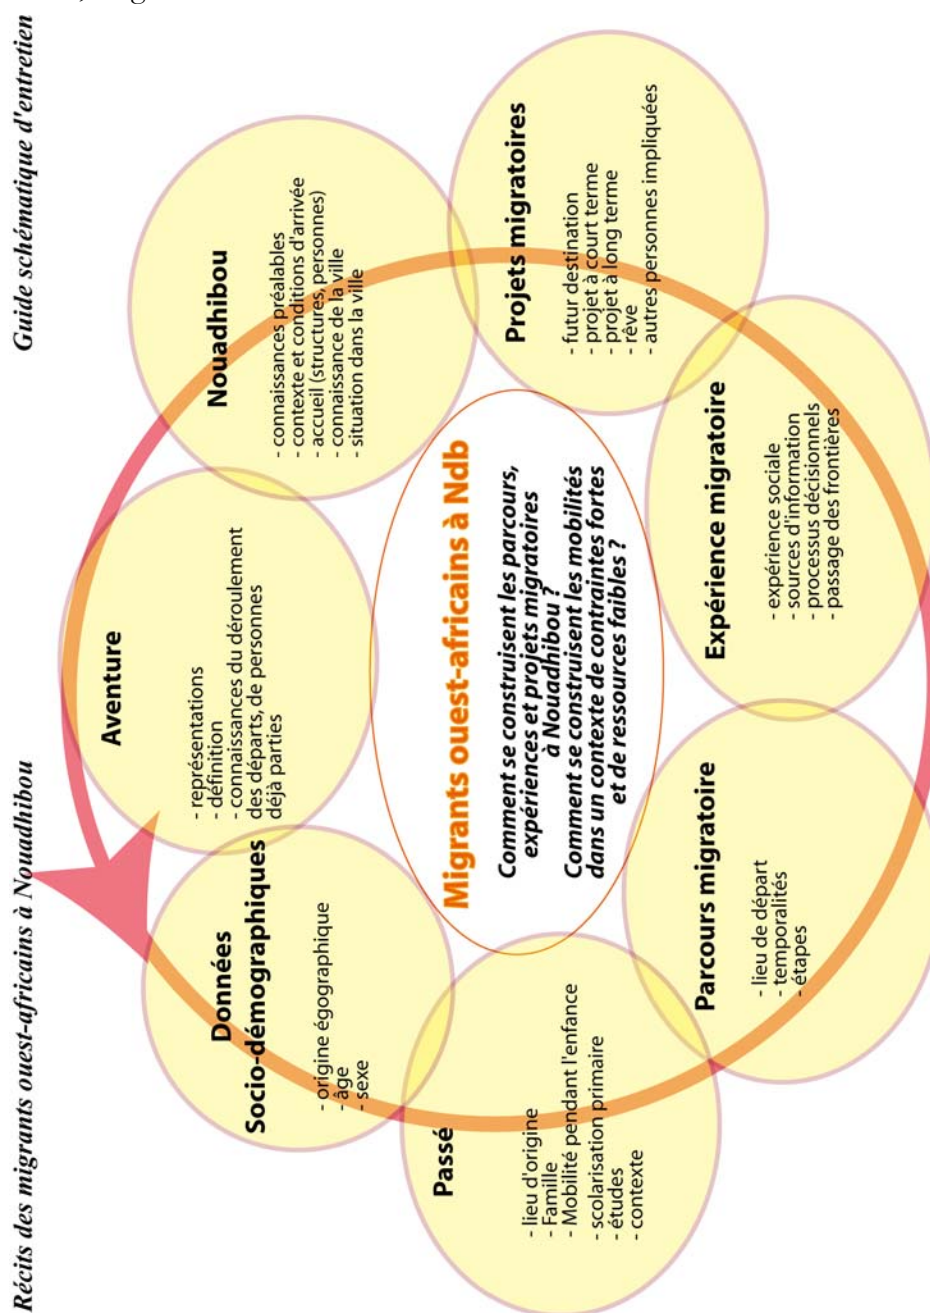 Récits des migrants ouest-africains à Nouadhibou
Guide schématique d'entretien
Aventure
- représentations
- définition
- connaissances du déroulement
des départs, de personnes
déjà parties
Nouadhibou
- connaissances préalables
- contexte et conditions d'arrivée
- accueil (structures, personnes)
- connaissance de la ville
- situation dans la ville
Projets migratoires
- futur destination
- projet à court terme
- projet à long terme
- rêve
- autres personnes impliquées
Expérience migratoire
- expérience sociale
- sources d'information
- processus décisionnels
- passage des frontières
Parcours migratoire
- lieu de départ
- temporalités
- étapes
Passé
- lieu d'origine
- Famille
- Mobilité pendant l'enfance
- scolarisation primaire
- études
- contexte
Données
Socio-démographiques
- origine égographique
- âge
- sexe
Migrants ouest-africains à Ndb
Comment se construisent les parcours,
expériences et projets migratoires
à Nouadhibou ?
Comment se construisent les mobilités
dans un contexte de contraintes fortes
et de ressources faibles ?